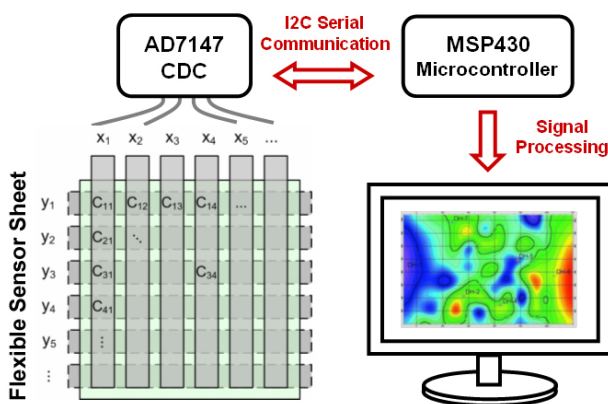 AD7147
CDC
I2C Serial
Communication
MSP430
Microcontroller
Signal
Processing
x1 x2 x3 x4 x5 ...
y1 C11 C12 C13 C14 ...
y2 C21 ⋱
y3 C31 C34
y4 C41
y5 ⋮
⋮
Flexible Sensor Sheet